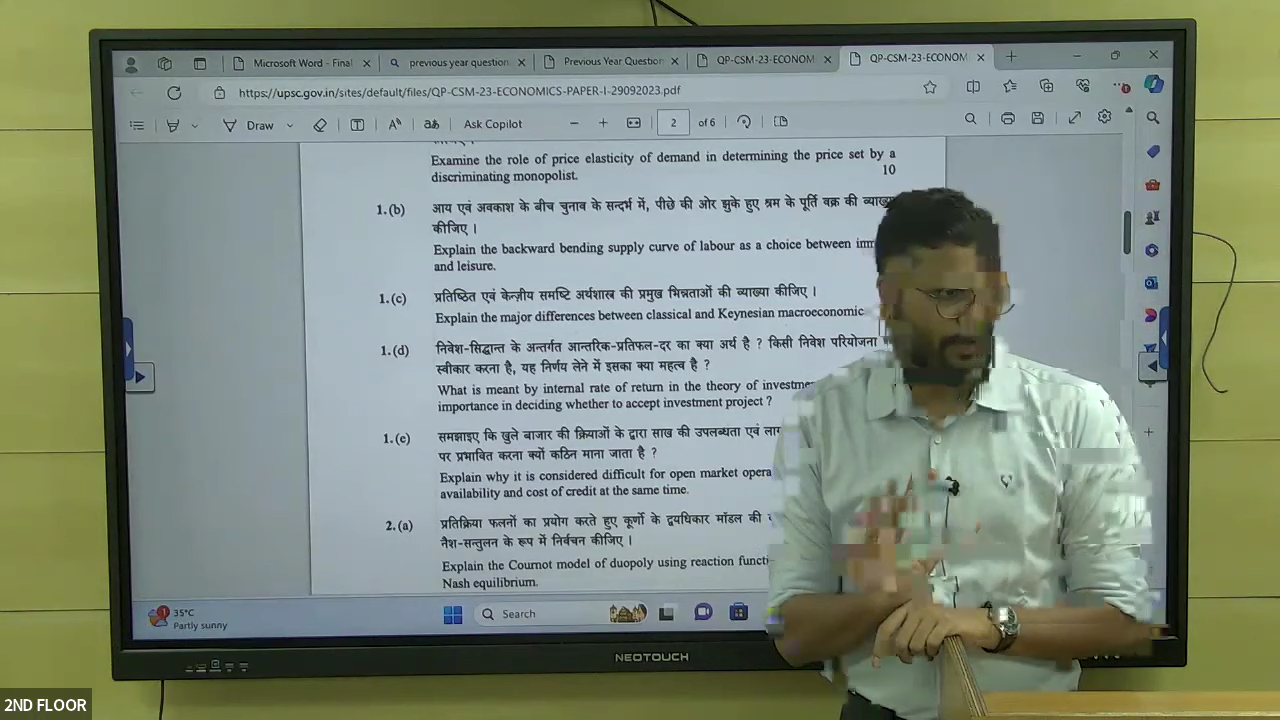 Microsoft Word - Final
previous year question
Previous Year Question
QP-CSM-23-ECONOM
QP-CSM-23-ECONOM
https://upsc.gov.in/sites/default/files/QP-CSM-23-ECONOMICS-PAPER-I-29092023.pdf
Draw
Ask Copilot
2 of 6
Examine the role of price elasticity of demand in determining the price set by a
discriminating monopolist. 10
1.(b) आय एवं अवकाश के बीच चुनाव के सन्दर्भ में, पीछे की ओर झुके हुए श्रम के पूर्ति वक्र की
कीजिए ।
Explain the backward bending supply curve of labour as a choice between
and leisure.
1.(c) प्रतिष्ठित एवं केन्ज़ीय समष्टि अर्थशास्त्र की प्रमुख भिन्नताओं की व्याख्या कीजिए ।
Explain the major differences between classical and Keynesian macroeconomic
1.(d) निवेश-सिद्धान्त के अन्तर्गत आन्तरिक-प्रतिफल-दर का क्या अर्थ है ? किसी निवेश परियोजना
स्वीकार करना है, यह निर्णय लेने में इसका क्या महत्व है ?
What is meant by internal rate of return in the theory of investme
importance in deciding whether to accept investment project ?
1.(e) समझाइए कि खुले बाजार की क्रियाओं के द्वारा साख की उपलब्धता एवं
पर प्रभावित करना क्यों कठिन माना जाता है ?
Explain why it is considered difficult for open market opera
availability and cost of credit at the same time.
2.(a) प्रतिक्रिया फलनों का प्रयोग करते हुए कूर्नो के द्वयधिकार मॉडल की
नैश-सन्तुलन के रूप में निर्वचन कीजिए ।
Explain the Cournot model of duopoly using reaction functi
Nash equilibrium.
35°C
Partly sunny
Search
NEOTOUCH
2ND FLOOR